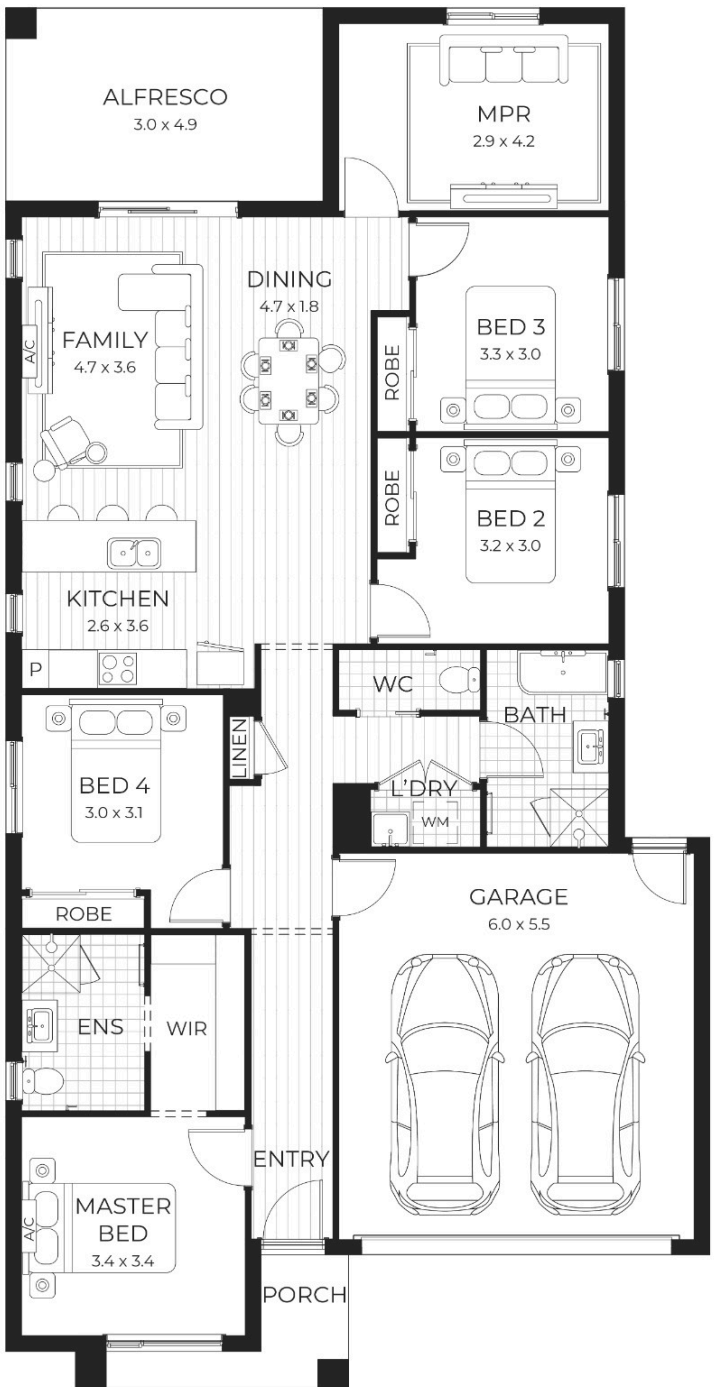 ALFRESCO
3.0 x 4.9
MPR
2.9 x 4.2
DINING
4.7 x 1.8
FAMILY
4.7 x 3.6
A/C
BED 3
3.3 x 3.0
ROBE
ROBE
BED 2
3.2 x 3.0
KITCHEN
2.6 x 3.6
P
WC
BATH
LINEN
BED 4
3.0 x 3.1
L'DRY
WM
ROBE
GARAGE
6.0 x 5.5
ENS
WIR
ENTRY
MASTER
BED
3.4 x 3.4
A/C
PORCH